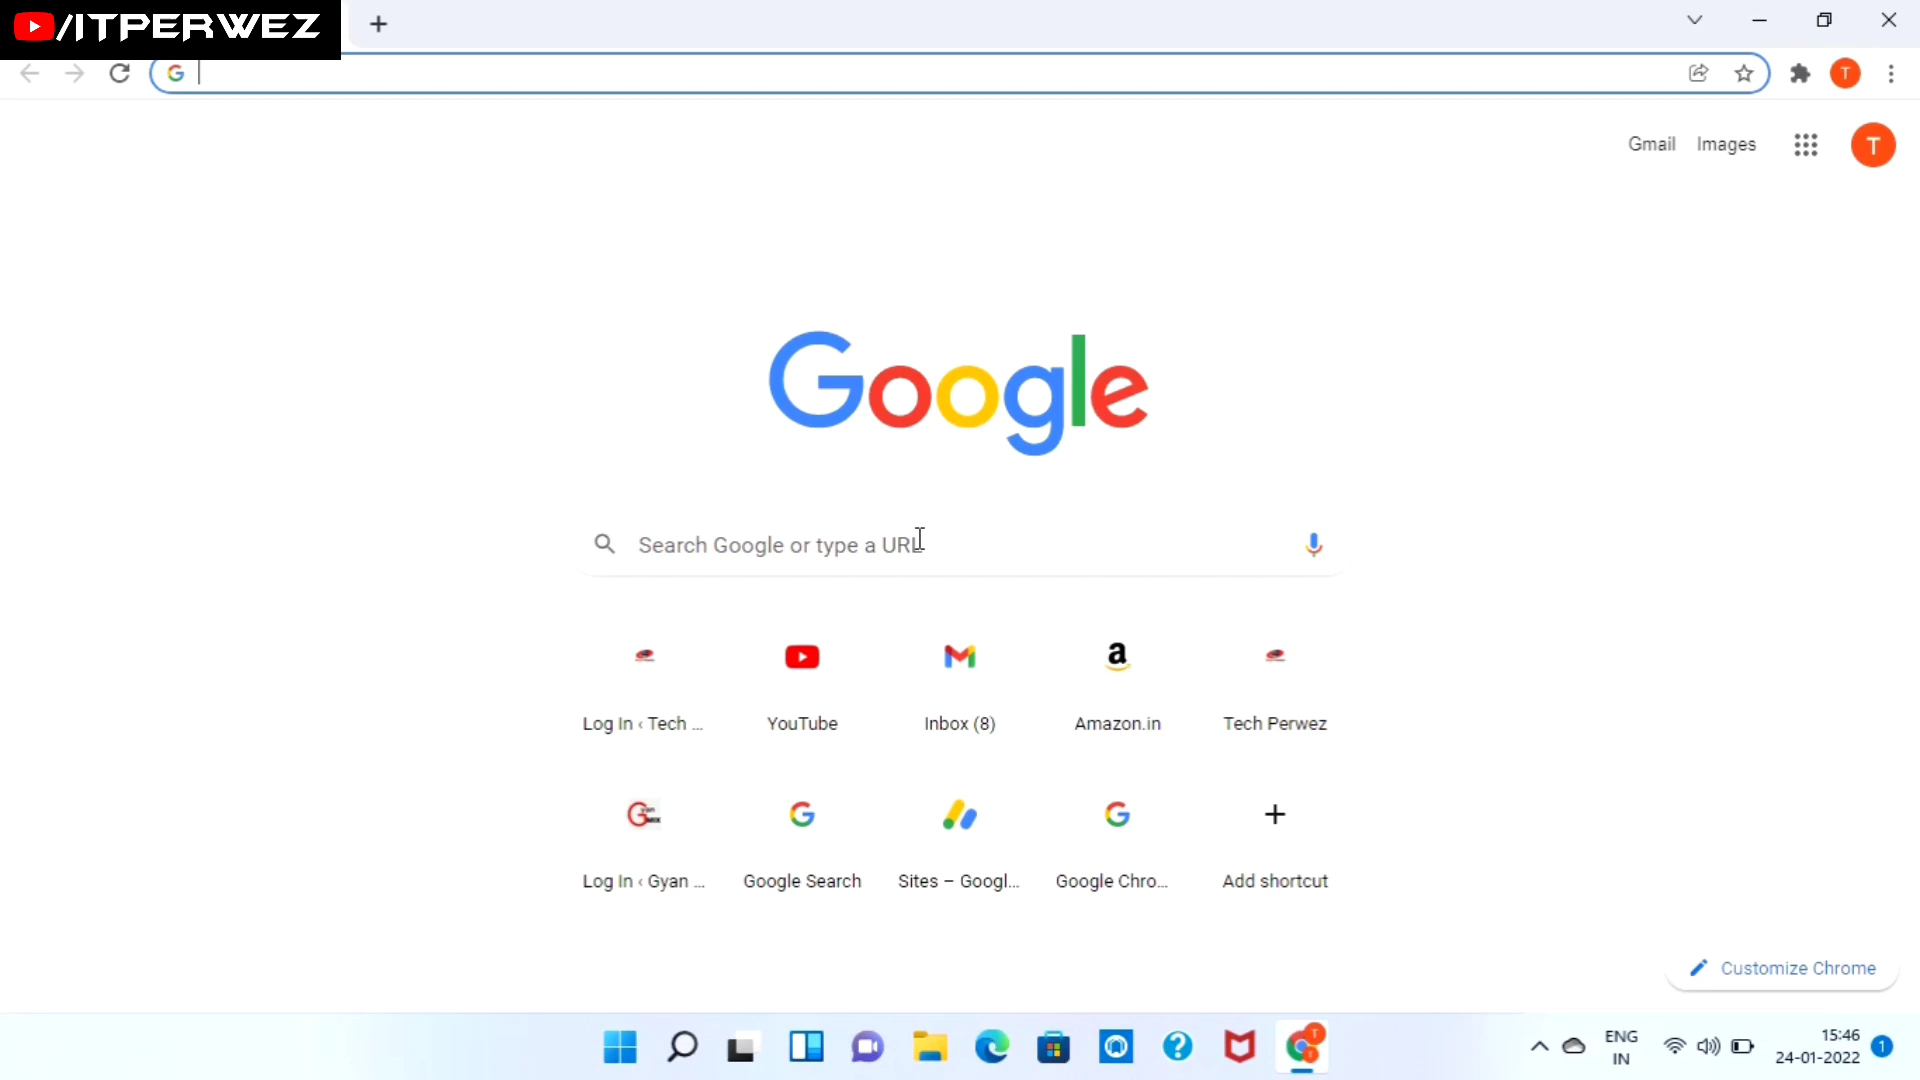 /ITPERWEZ
T
Gmail Images
T
Google
Search Google or type a URL
Log In ‹ Tech ...
YouTube
Inbox (8)
Amazon.in
Tech Perwez
Log In ‹ Gyan ...
Google Search
Sites – Googl...
Google Chro...
Add shortcut
Customize Chrome
ENG
IN
15:46
24-01-2022
1